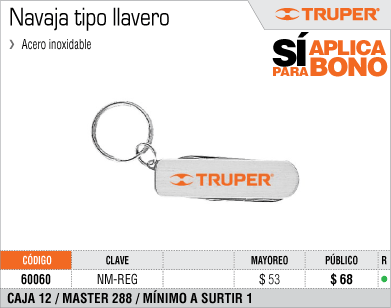 Navaja tipo llavero
❯ Acero inoxidable
TRUPER®
SÍ APLICA
PARA BONO
TRUPER®
CÓDIGO CLAVE MAYOREO PÚBLICO R
60060 NM-REG $ 53 $ 68
CAJA 12 / MASTER 288 / MÍNIMO A SURTIR 1